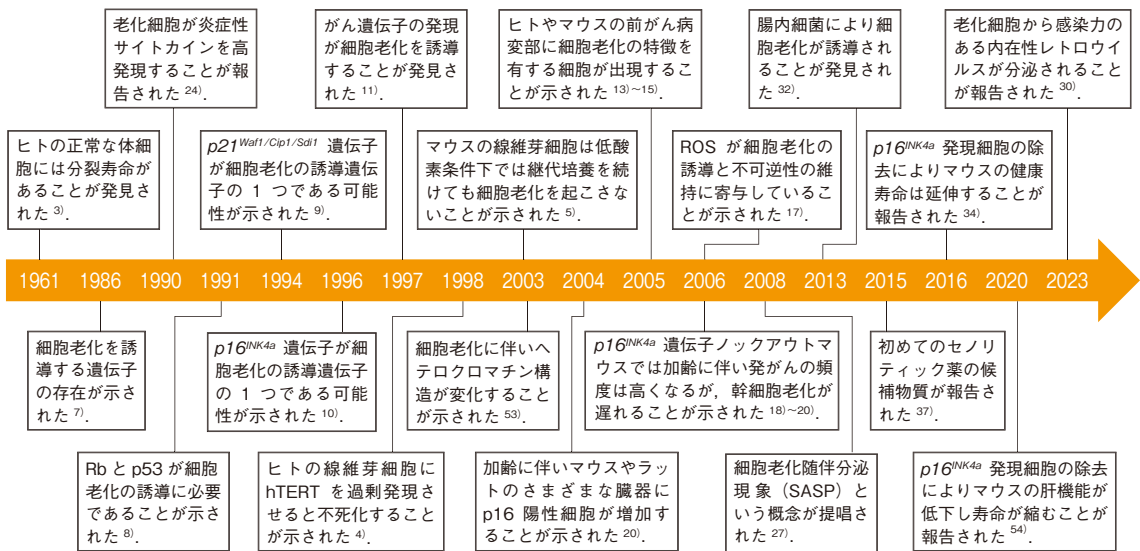 老化細胞が炎症性
サイトカインを高
発現することが報
告された 24).
がん遺伝子の発現
が細胞老化を誘導
することが発見さ
れた 11).
ヒトやマウスの前がん病
変部に細胞老化の特徴を
有する細胞が出現するこ
とが示された 13)~15).
腸内細菌により細
胞老化が誘導され
ることが発見され
た 32).
老化細胞から感染力の
ある内在性レトロウイ
ルスが分泌されること
が報告された 30).
ヒトの正常な体細
胞には分裂寿命が
あることが発見さ
れた 3).
p21Waf1/Cip1/Sdi1 遺伝子
が細胞老化の誘導遺伝
子の 1 つである可能
性が示された 9).
マウスの線維芽細胞は低酸
素条件下では継代培養を続
けても細胞老化を起こさな
いことが示された 5).
ROS が細胞老化の
誘導と不可逆性の維
持に寄与しているこ
とが示された 17).
p16INK4a 発現細胞の除
去によりマウスの健康
寿命は延伸することが
報告された 34).
1961 1986 1990 1991 1994 1996 1997 1998 2003 2004 2005 2006 2008 2013 2015 2016 2020 2023
細胞老化を誘
導する遺伝子
の存在が示さ
れた 7).
p16INK4a 遺伝子が細
胞老化の誘導遺伝子
の 1 つである可能
性が示された 10).
細胞老化に伴いヘ
テロクロマチン構
造が変化すること
が示された 53).
p16INK4a 遺伝子ノックアウトマ
ウスでは加齢に伴い発がんの頻
度は高くなるが，幹細胞老化が
遅れることが示された 18)~20).
初めてのセノリ
ティック薬の候
補物質が報告さ
れた 37).
Rb と p53 が細胞
老化の誘導に必要
であることが示さ
れた 8).
ヒトの線維芽細胞に
hTERT を過剰発現さ
せると不死化すること
が示された 4).
加齢に伴いマウスやラッ
トのさまざまな臓器に
p16 陽性細胞が増加す
ることが示された 20).
細胞老化随伴分泌
現象（SASP）と
いう概念が提唱さ
れた 27).
p16INK4a 発現細胞の除去
によりマウスの肝機能が
低下し寿命が縮むことが
報告された 54).